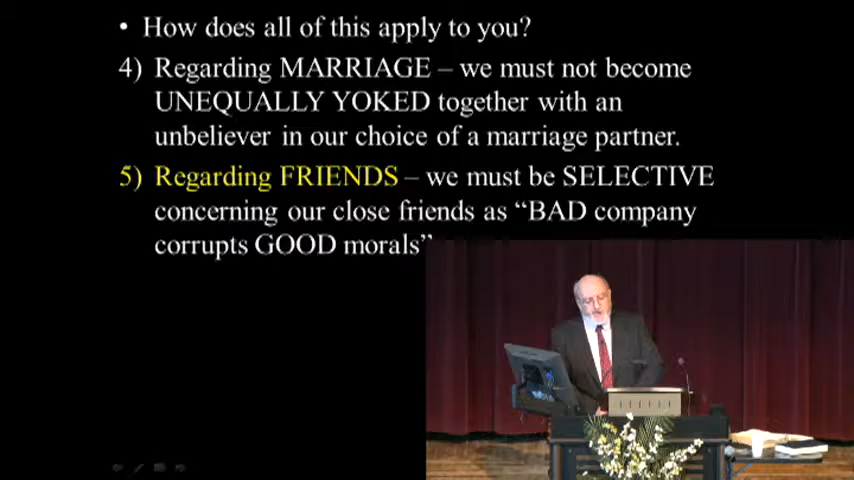 • How does all of this apply to you?
4) Regarding MARRIAGE – we must not become
UNEQUALLY YOKED together with an
unbeliever in our choice of a marriage partner.
5) Regarding FRIENDS – we must be SELECTIVE
concerning our close friends as “BAD company
corrupts GOOD morals”